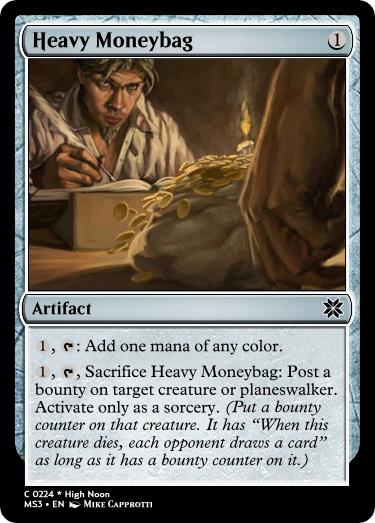 Heavy Moneybag 1
Artifact
1 , : Add one mana of any color.
1 , , Sacrifice Heavy Moneybag: Post a
bounty on target creature or planeswalker.
Activate only as a sorcery. (Put a bounty
counter on that creature. It has “When this
creature dies, each opponent draws a card”
as long as it has a bounty counter on it.)
C 0224 * High Noon
MS3 • EN Mike Capprotti